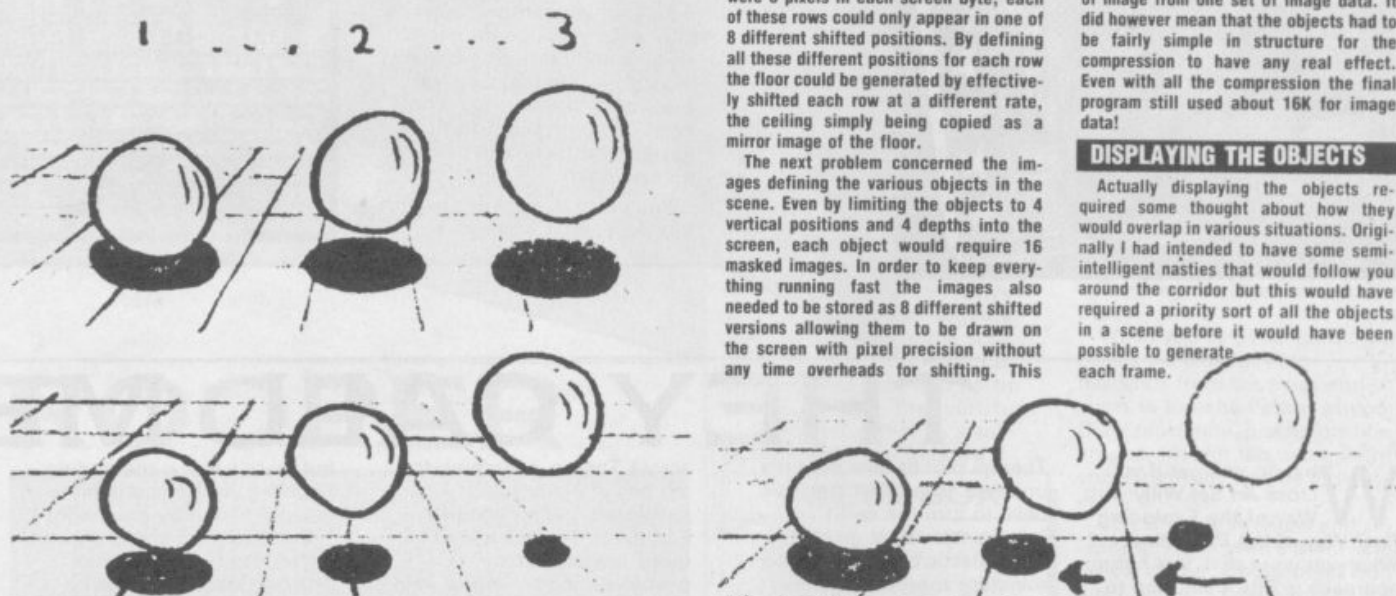 1 .... 2 ... 3 .
of these rows could only appear in one of
8 different shifted positions. By defining
all these different positions for each row
the floor could be generated by effective-
ly shifted each row at a different rate,
the ceiling simply being copied as a
mirror image of the floor.
The next problem concerned the im-
ages defining the various objects in the
scene. Even by limiting the objects to 4
vertical positions and 4 depths into the
screen, each object would require 16
masked images. In order to keep every-
thing running fast the images also
needed to be stored as 8 different shifted
versions allowing them to be drawn on
the screen with pixel precision without
any time overheads for shifting. This
of image from one set of image data. It
did however mean that the objects had to
be fairly simple in structure for the
compression to have any real effect.
Even with all the compression the final
program still used about 16K for image
data!
DISPLAYING THE OBJECTS
Actually displaying the objects re-
quired some thought about how they
would overlap in various situations. Origi-
nally I had intended to have some semi-
intelligent nasties that would follow you
around the corridor but this would have
required a priority sort of all the objects
in a scene before it would have been
possible to generate
each frame.